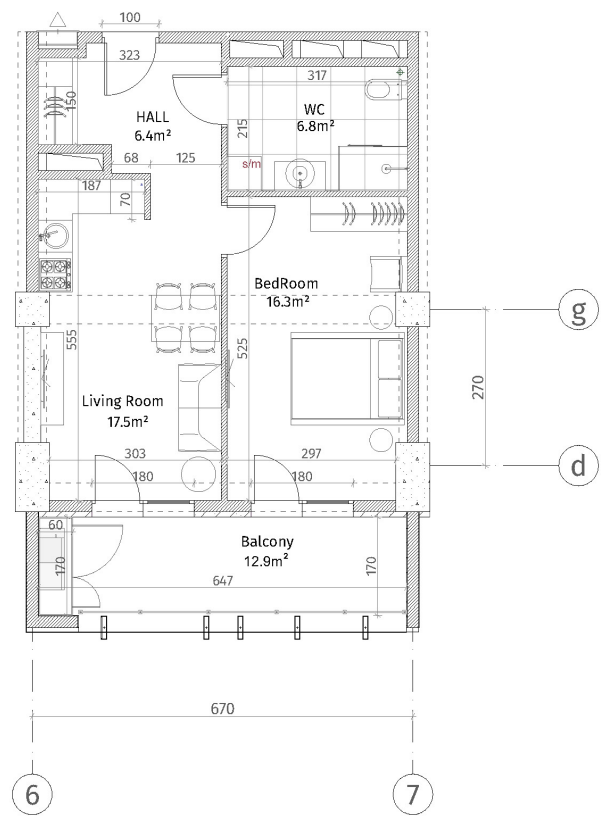 100
323
317
HALL
6.4m²
150
WC
6.8m²
215
68
125
s/m
187
70
BedRoom
16.3m²
g
555
525
270
Living Room
17.5m²
303
297
d
180
180
60
Balcony
12.9m²
170
170
647
670
6
7